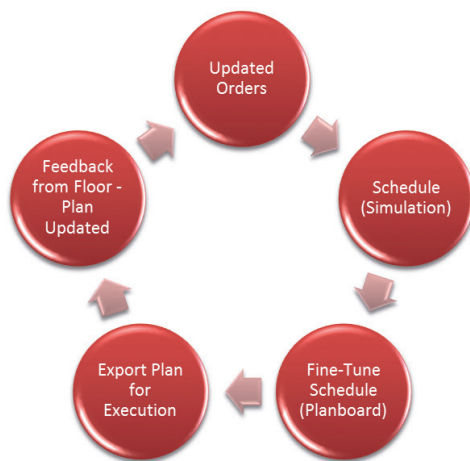 Updated
Orders
Schedule
(Simulation)
Fine-Tune
Schedule
(Planboard)
Export Plan
for
Execution
Feedback
from Floor -
Plan
Updated